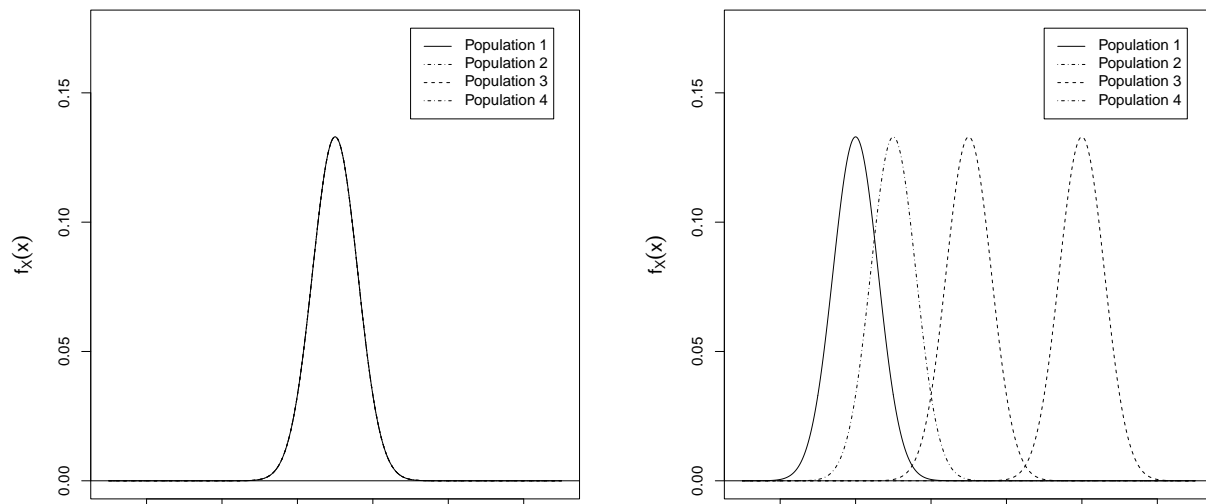 Population 1
Population 2
Population 3
Population 4
0.15
0.10
0.05
0.00
fX(x)
Population 1
Population 2
Population 3
Population 4
0.15
0.10
0.05
0.00
fX(x)